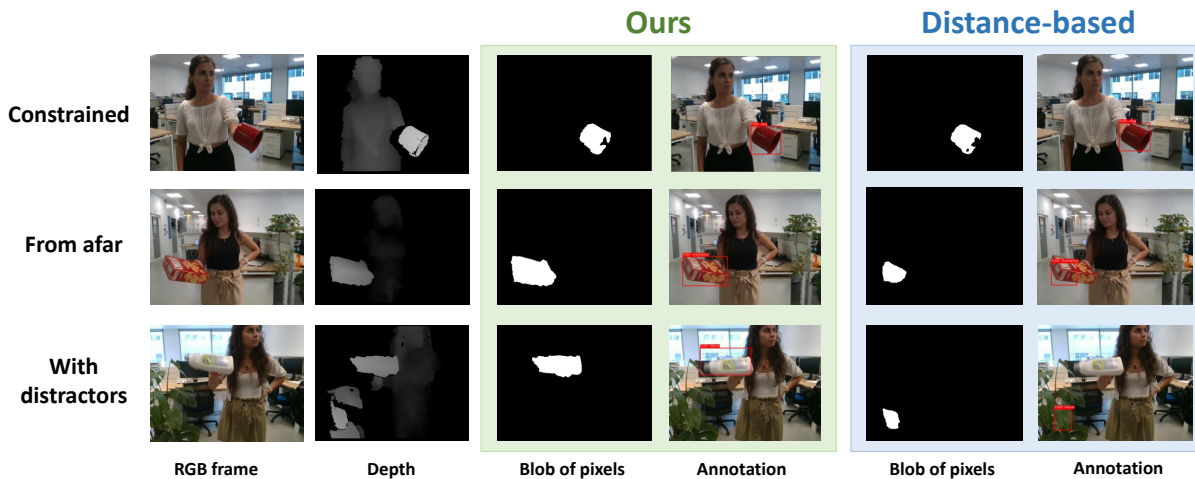 Ours
Distance-based
Constrained
From afar
With
distractors
RGB frame
Depth
Blob of pixels
Annotation
Blob of pixels
Annotation